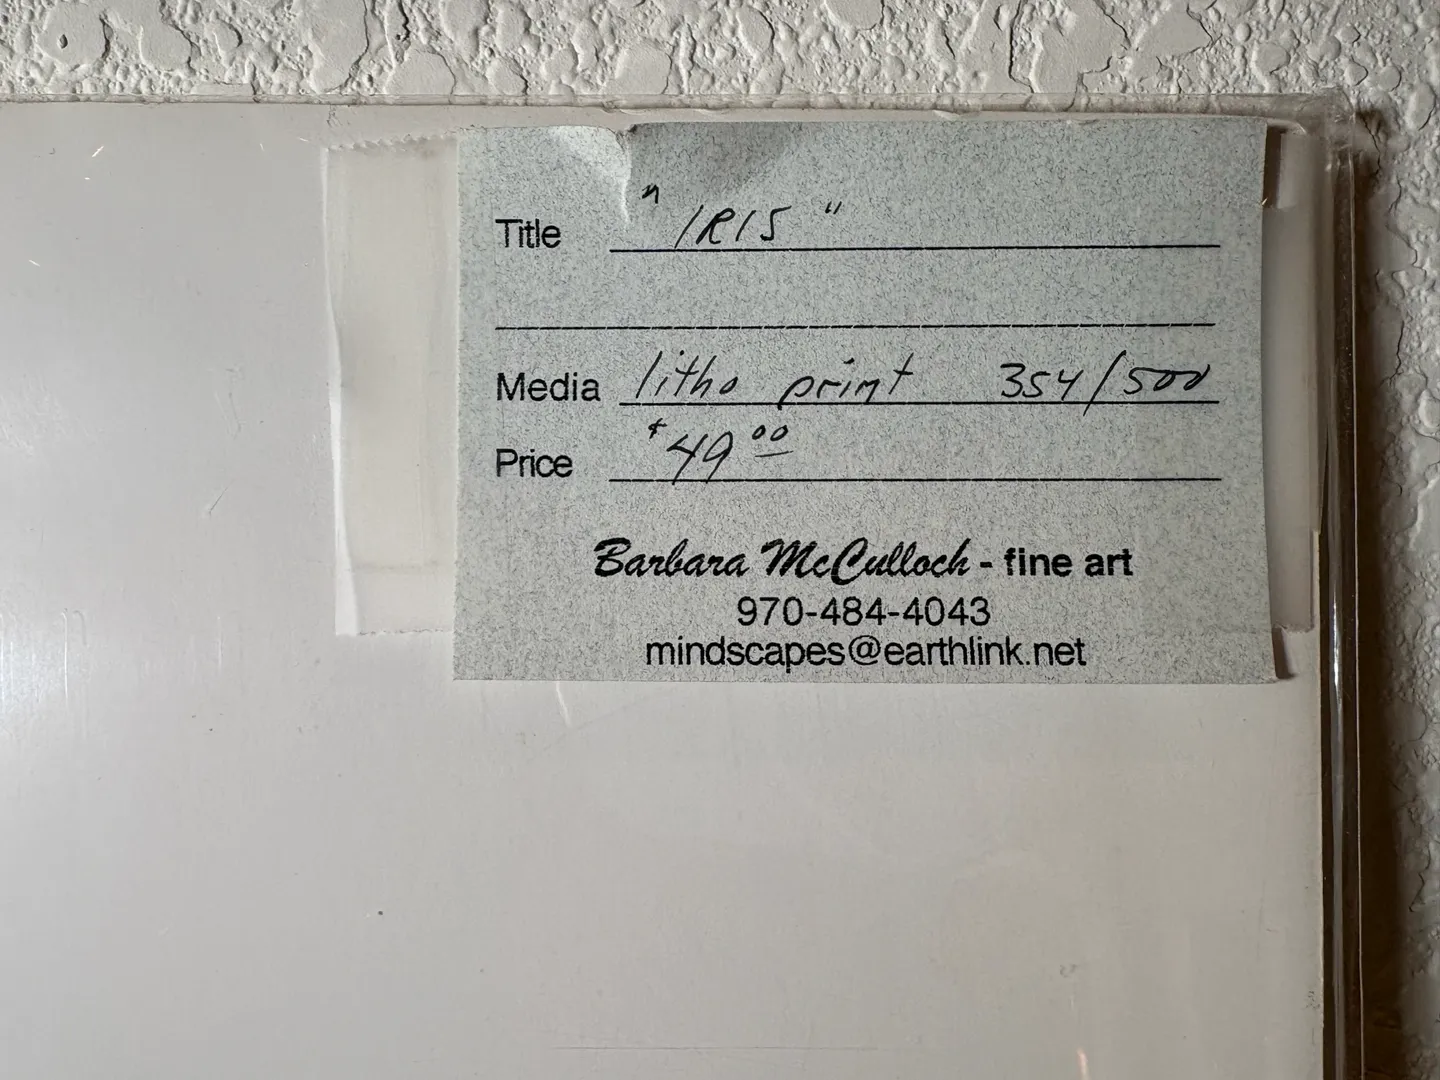 Title "IRIS"
Media litho print 354/500
Price $49.00
Barbara McCulloch - fine art
970-484-4043
mindscapes@earthlink.net